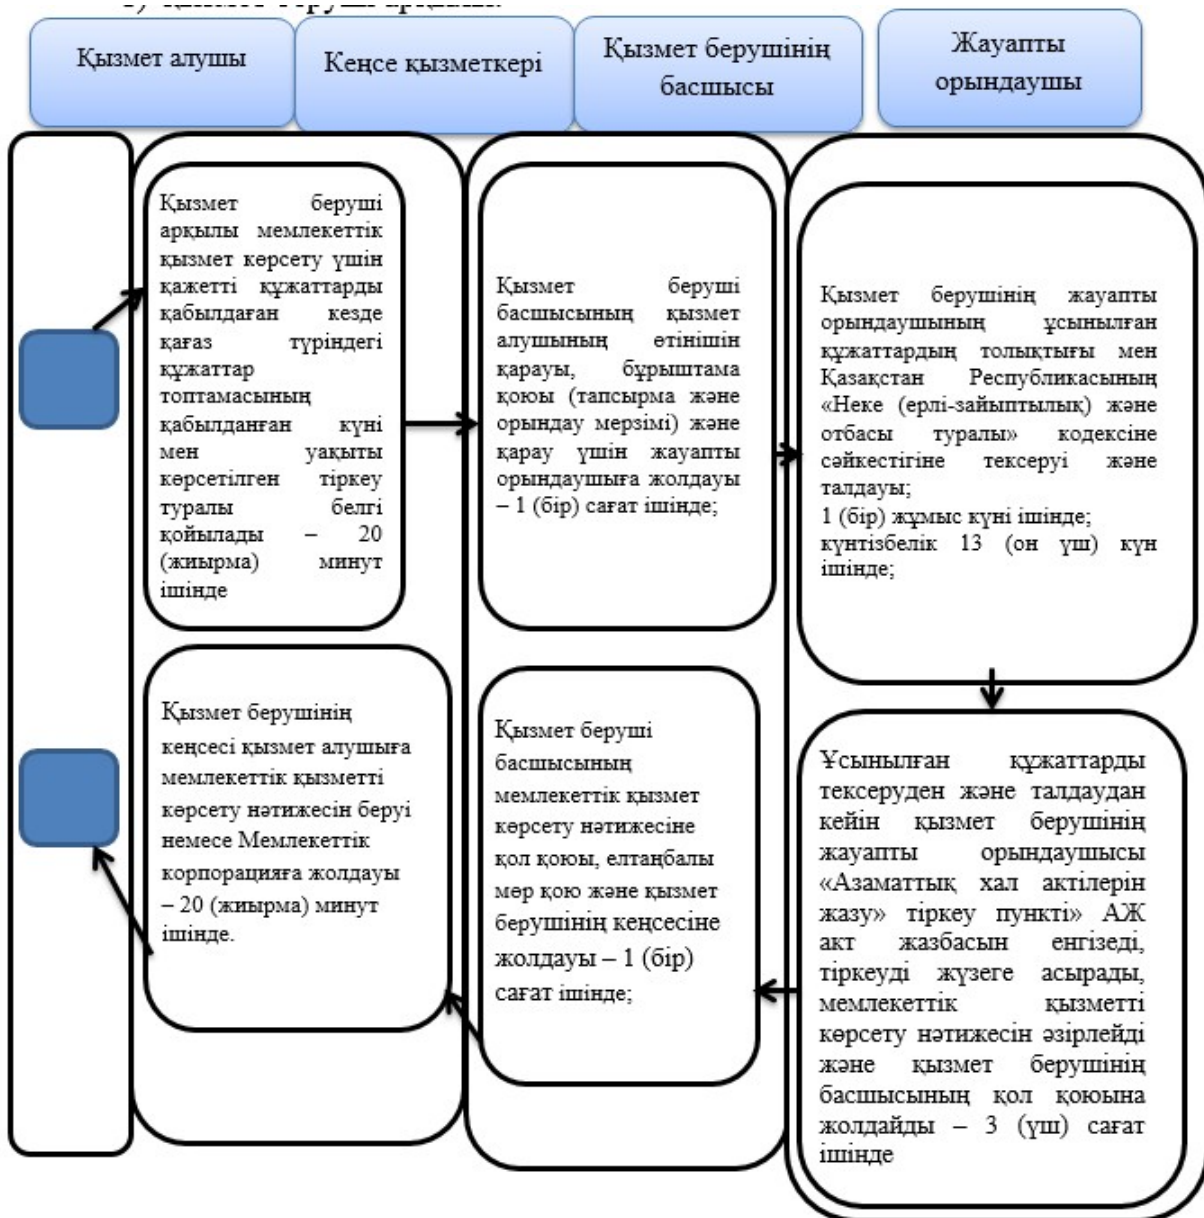 Қызмет алушы
Кеңсе қызметкері
Қызмет берушінің
басшысы
Жауапты
орындаушы
Қызмет беруші
арқылы мемлекеттік
қызмет көрсету үшін
қажетті құжаттарды
қабылдаған кезде
қағаз түріндегі
құжаттар
топтамасының
қабылданған күні
мен уақыты
көрсетілген тіркеу
туралы белгі
қойылады – 20
(жиырма) минут
ішінде
Қызмет беруші
басшысының қызмет
алушының өтінішін
қарауы, бұрыштама
қоюы (тапсырма және
орындау мерзімі) және
қарау үшін жауапты
орындаушыға жолдауы
– 1 (бір) сағат ішінде;
Қызмет берушінің жауапты
орындаушының ұсынылған
құжаттардың толықтығы мен
Қазақстан Республикасының
«Неке (ерлі-зайыптылық) және
отбасы туралы» кодексіне
сәйкестігіне тексеруі және
талдауы;
1 (бір) жұмыс күні ішінде;
күнтізбелік 13 (он үш) күн
ішінде;
Ұсынылған құжаттарды
тексеруден және талдаудан
кейін қызмет берушінің
жауапты орындаушысы
«Азаматтық хал актілерін
жазу» тіркеу пункті» АЖ
акт жазбасын енгізеді,
тіркеуді жүзеге асырады,
мемлекеттік қызметті
көрсету нәтижесін әзірлейді
және қызмет берушінің
басшысының қол қоюына
жолдайды – 3 (үш) сағат
ішінде
Қызмет беруші
басшысының
мемлекеттік қызмет
көрсету нәтижесіне
қол қоюы, елтаңбалы
мөр қою және қызмет
берушінің кеңсесіне
жолдауы – 1 (бір)
сағат ішінде;
Қызмет берушінің
кеңсесі қызмет алушыға
мемлекеттік қызметті
көрсету нәтижесін беруі
немесе Мемлекеттік
корпорацияға жолдауы
– 20 (жиырма) минут
ішінде.